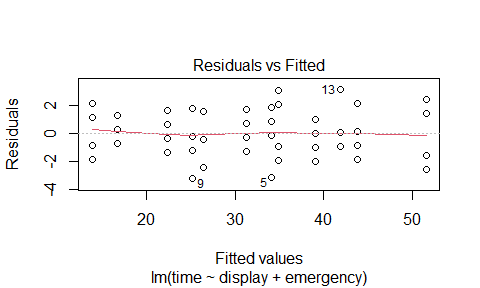 Residuals vs Fitted
Residuals
2
0
-2
-4
13
9
5
20
30
40
50
Fitted values
lm(time ~ display + emergency)